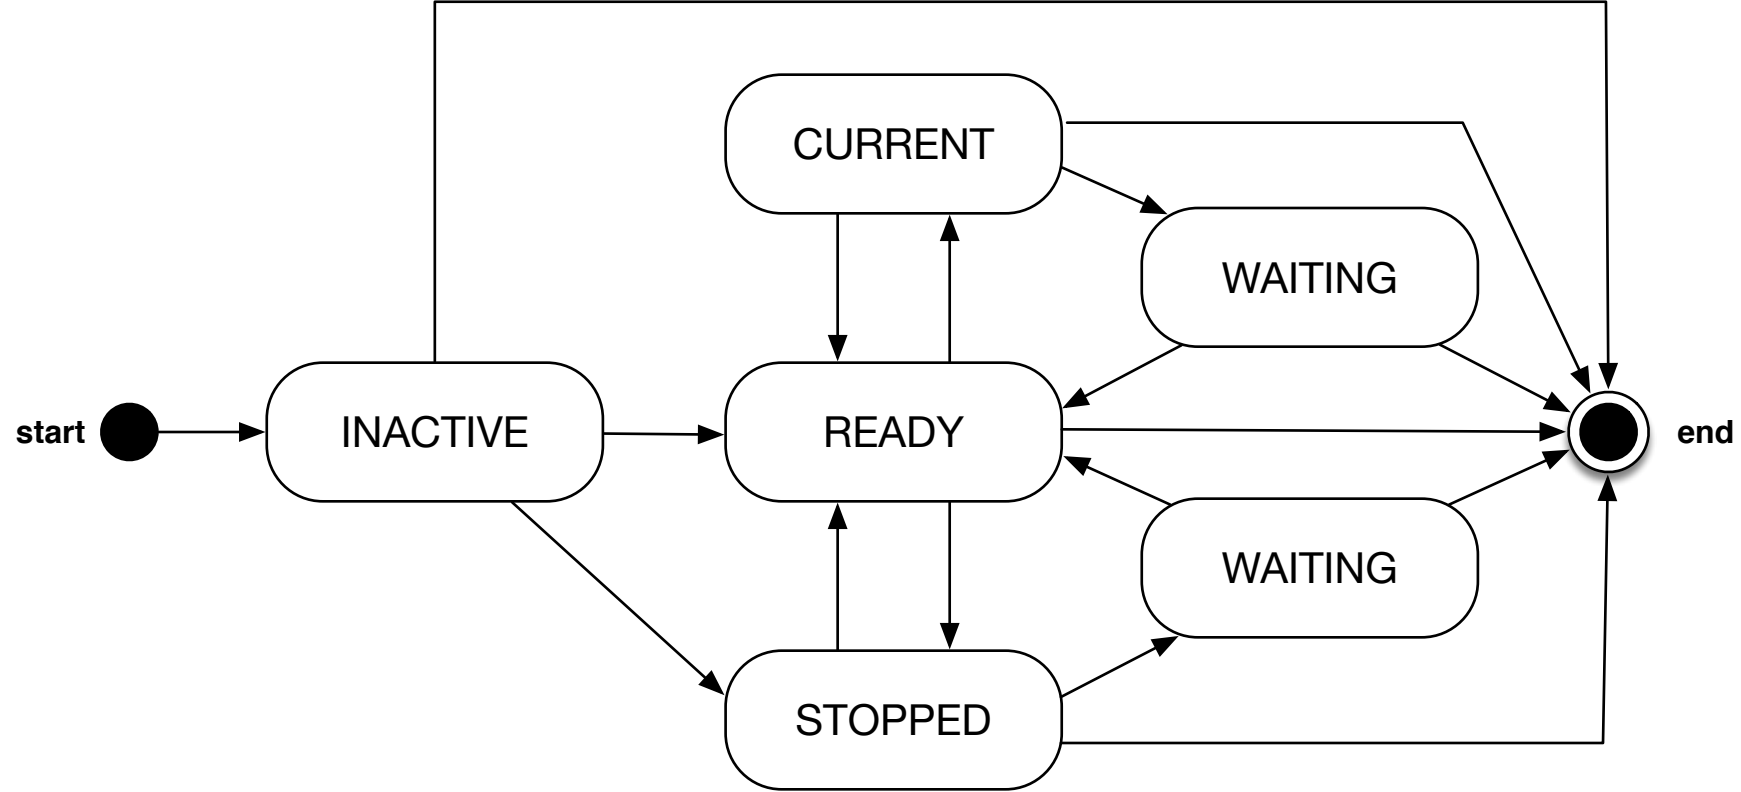 CURRENT
WAITING
start
INACTIVE
READY
end
WAITING
STOPPED